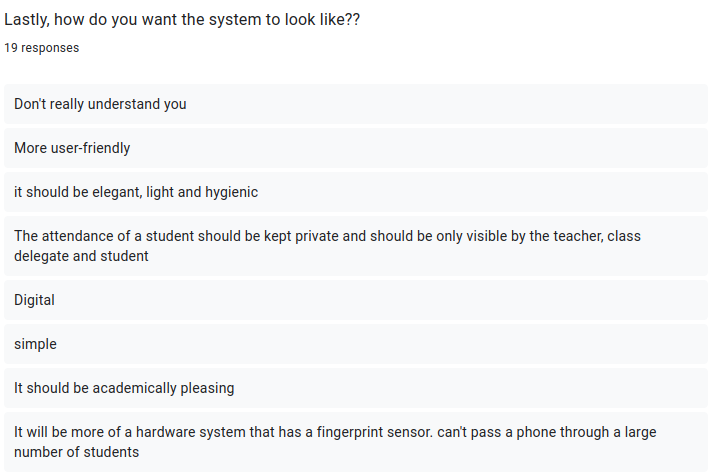 Lastly, how do you want the system to look like??
19 responses
Don't really understand you
More user-friendly
it should be elegant, light and hygienic
The attendance of a student should be kept private and should be only visible by the teacher, class
delegate and student
Digital
simple
It should be academically pleasing
It will be more of a hardware system that has a fingerprint sensor. can't pass a phone through a large
number of students